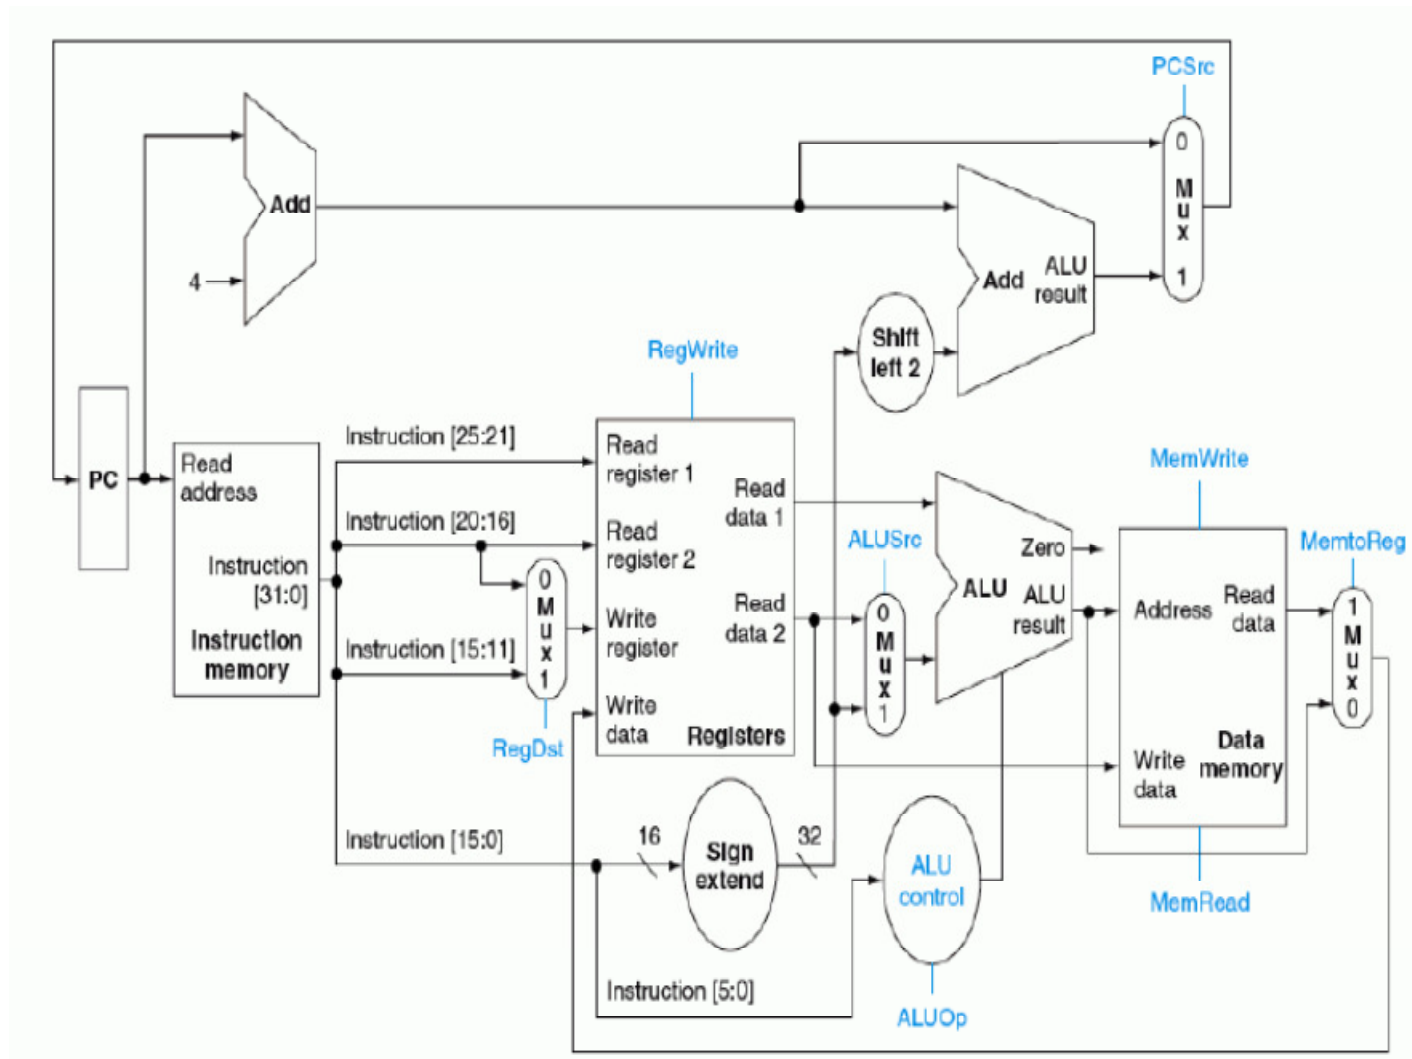 PCSrc
0
M
u
x
1
Add
4
Add
ALU
result
Shift
left 2
RegWrite
PC
Read
address
Instruction
[31:0]
Instruction
memory
Instruction [25:21]
Instruction [20:16]
Instruction [15:11]
Instruction [15:0]
0
M
u
x
1
RegDst
Read
register 1
Read
register 2
Write
register
Write
data
Read
data 1
Read
data 2
Registers
ALUSrc
0
M
u
x
1
Zero
ALU
ALU
result
MemWrite
Address
Read
data
Write
data
Data
memory
MemRead
MemtoReg
1
M
u
x
0
16
Sign
extend
32
ALU
control
Instruction [5:0]
ALUOp